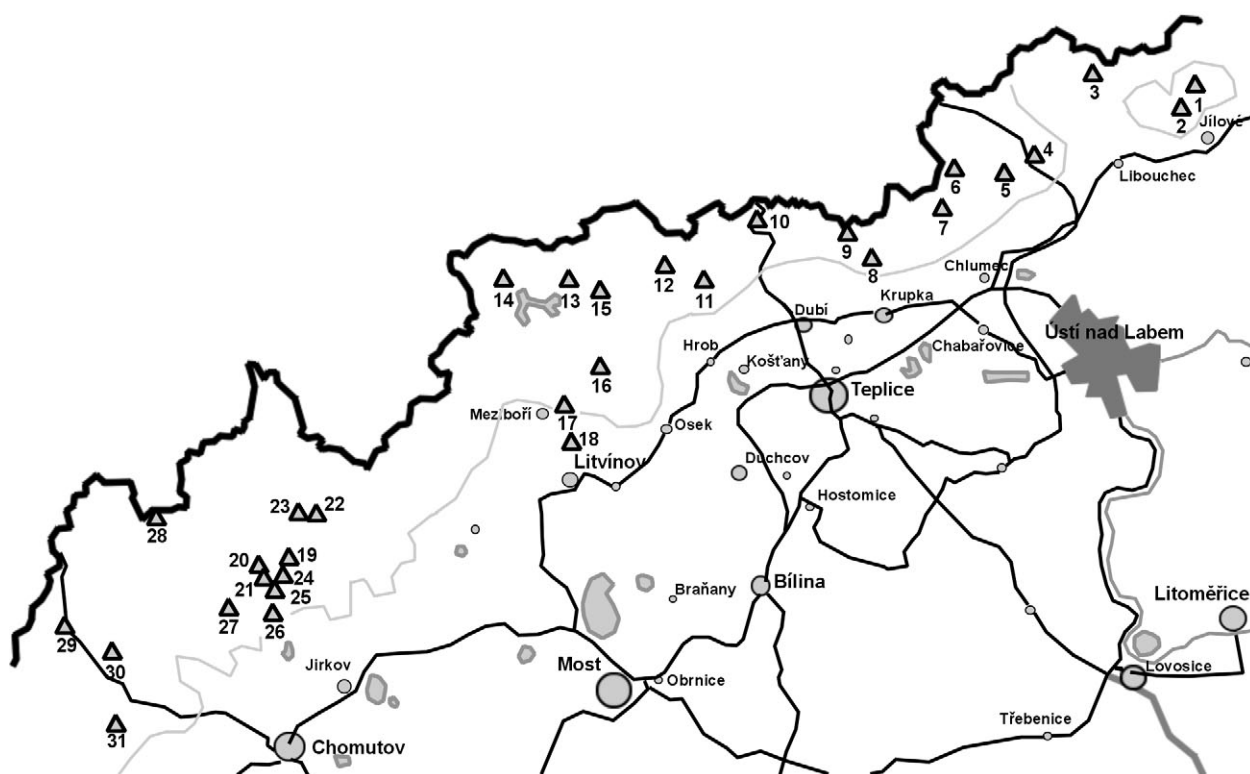 3
1
2
Jílové
4
6
5
Libouchec
7
10
9
8
Chlumec
12
11
14
13
15
Krupka
Dubí
Ústí nad Labem
Chabařovice
Hrob
Košťany
16
Teplice
Meziboří
17
Osek
18
Litvínov
Duchcov
Hostomice
23
22
28
20
19
21
24
25
Braňany
Bílina
Litoměřice
27
26
29
30
Jirkov
Most
Obrnice
Lovosice
31
Chomutov
Třebenice